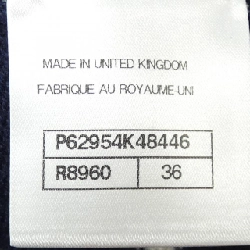 MADE IN UNITED KINGDOM
FABRIQUE AU ROYAUME-UNI
P62954K48446
R8960 36